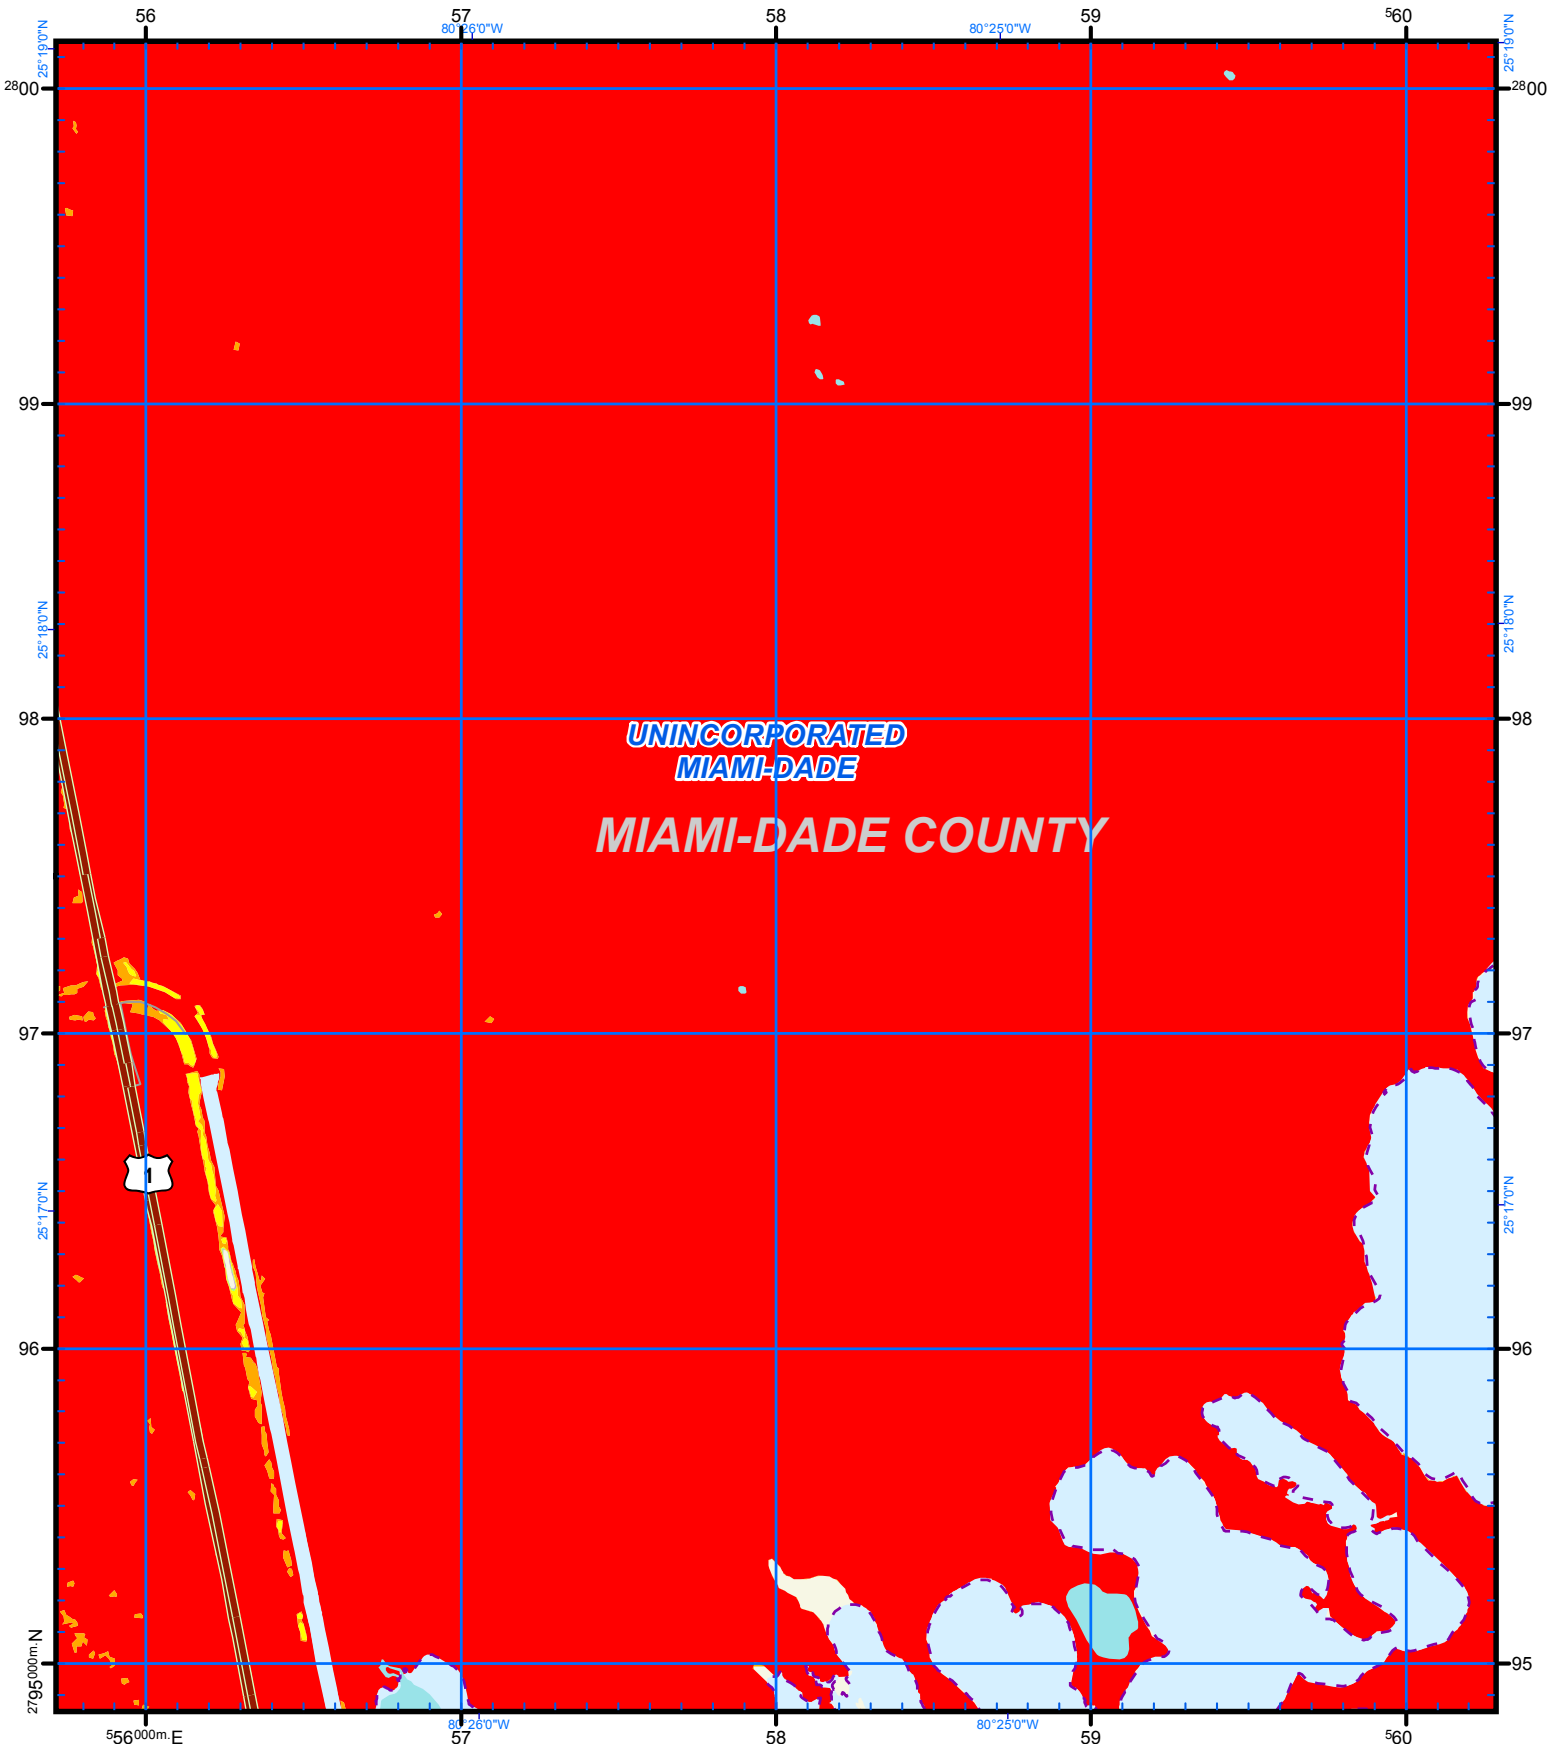 56 57 58 59 560
80°26'0"W 80°25'0"W
25°19'0"N 25°19'0"N
2800 2800
99 99
25°18'0"N 25°18'0"N
98 98
UNINCORPORATED
MIAMI-DADE
MIAMI-DADE COUNTY
97 97
1
25°17'0"N 25°17'0"N
96 96
2795000m.N 95
80°26'0"W 80°25'0"W
556000m.E 57 58 59 560